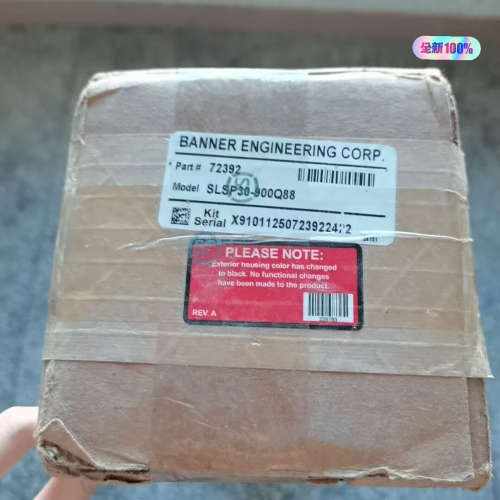 全新100%
BANNER ENGINEERING CORP.
Part # 72392
Model SLSP30-900Q88
Kit
Serial X910112507239224
PLEASE NOTE:
Exterior housing color has changed
to black. No functional changes
have been made to the product.
REV. A